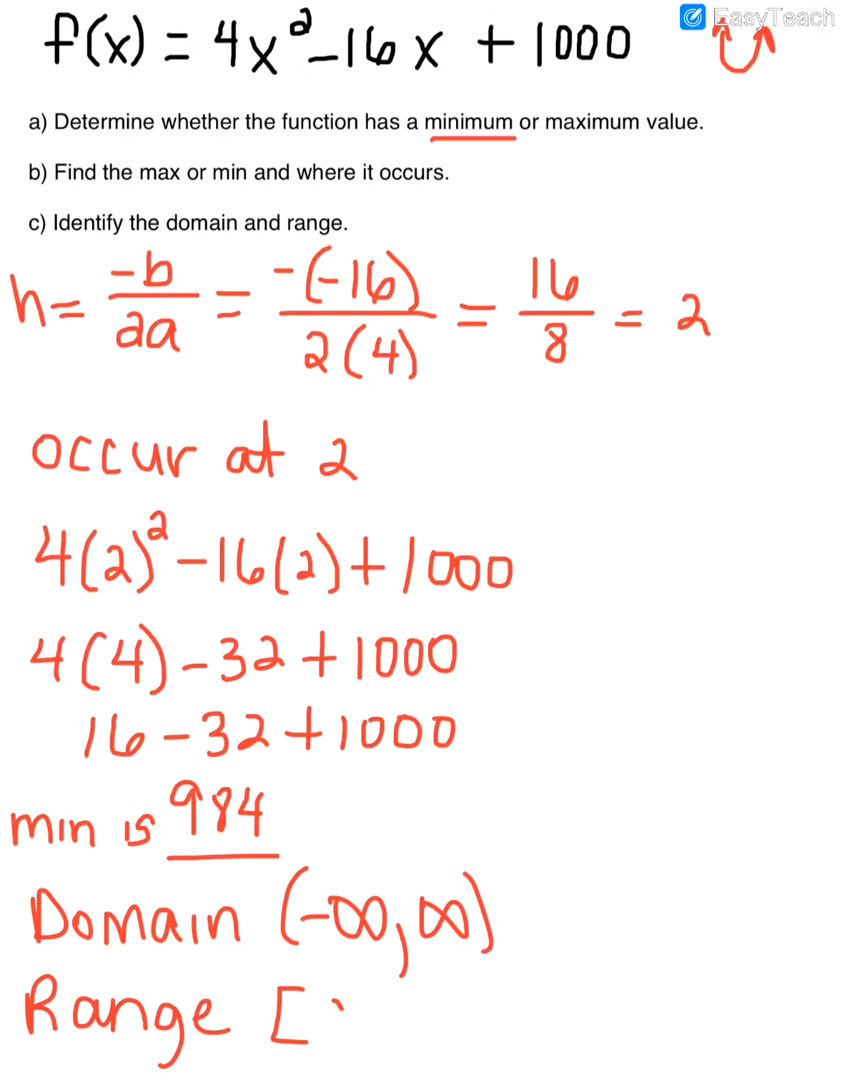 f(x) = 4x² - 16x + 1000
EasyTeach
a) Determine whether the function has a minimum or maximum value.
b) Find the max or min and where it occurs.
c) Identify the domain and range.
h = -b/2a = -(-16)/2(4) = 16/8 = 2
occur at 2
4(2)² - 16(2) + 1000
4(4) - 32 + 1000
16 - 32 + 1000
min is 984
Domain (-∞, ∞)
Range [